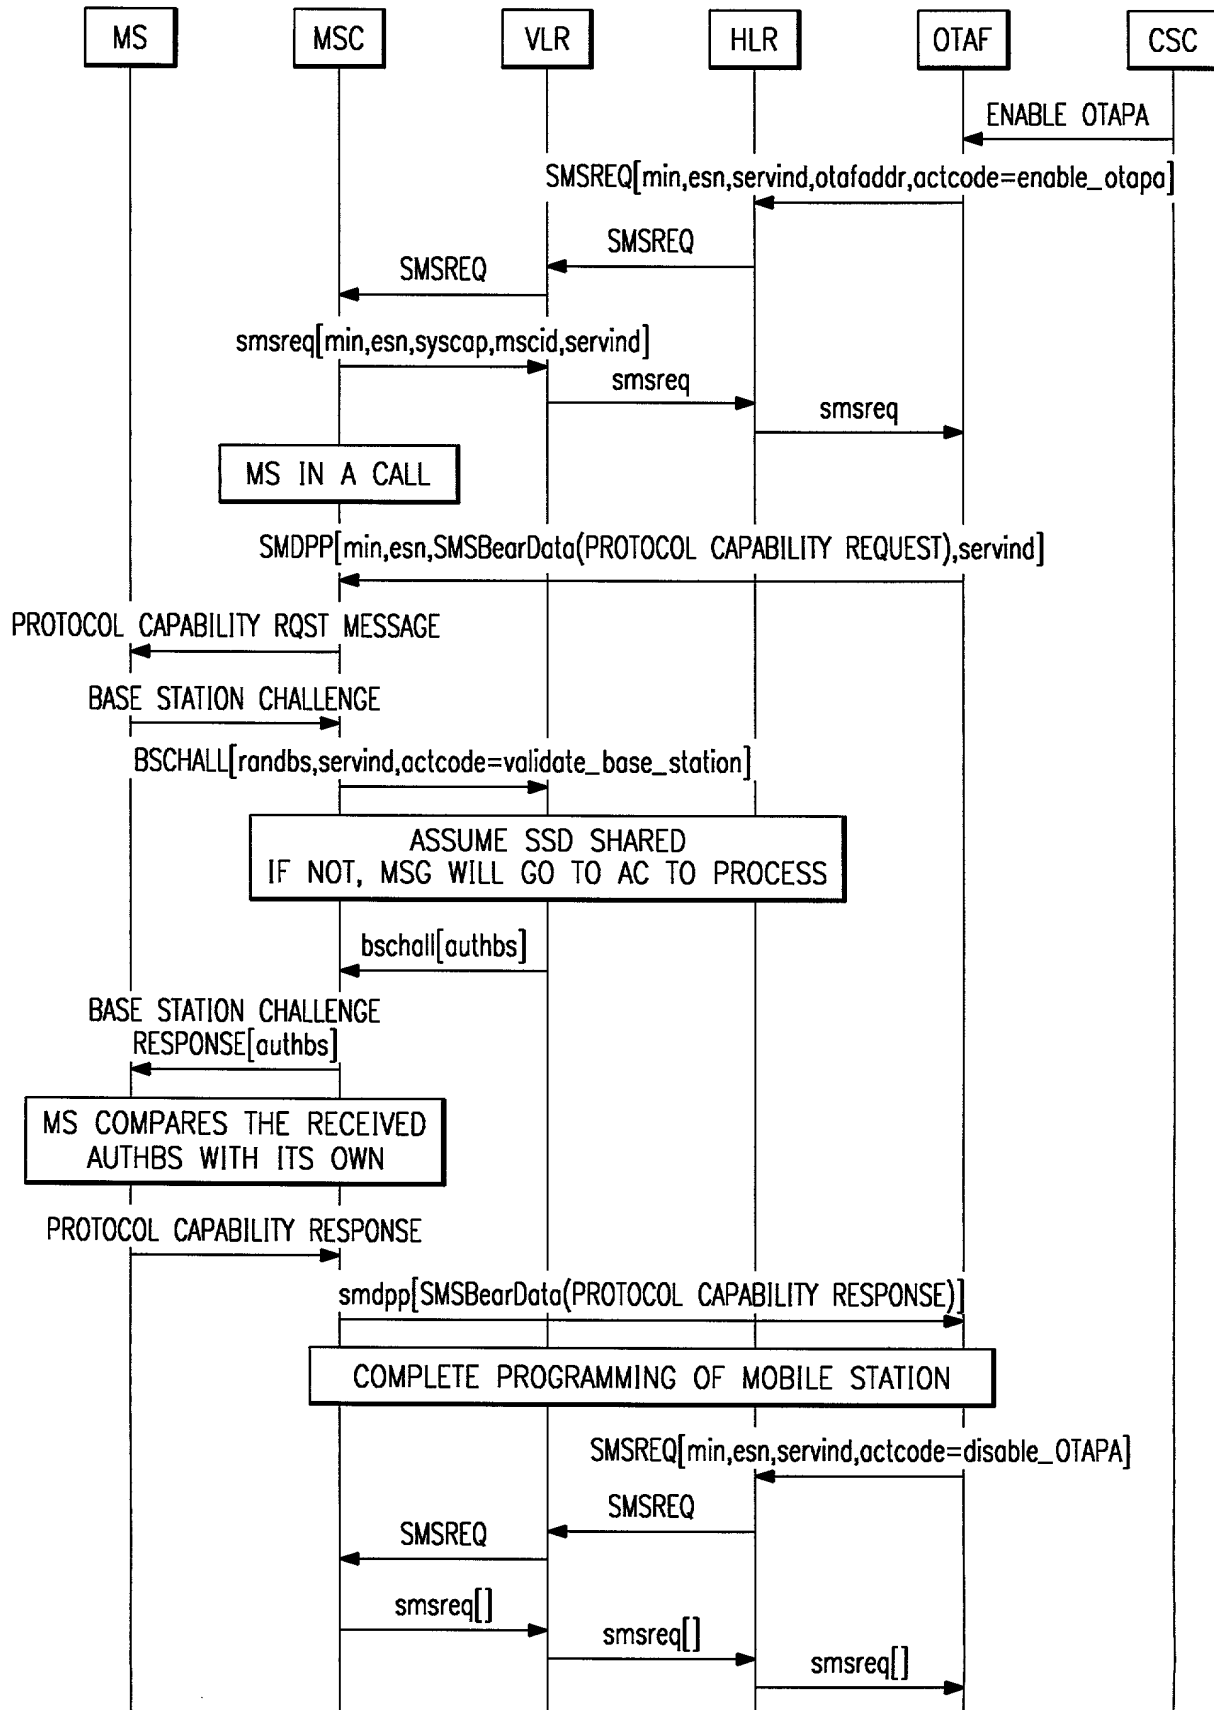 MS
MSC
VLR
HLR
OTAF
CSC
ENABLE OTAPA
SMSREQ[min,esn,servind,otafaddr,actcode=enable_otapa]
SMSREQ
SMSREQ
smsreq[min,esn,syscap,mscid,servind]
smsreq
smsreq
MS IN A CALL
SMDPP[min,esn,SMSBearData(PROTOCOL CAPABILITY REQUEST),servind]
PROTOCOL CAPABILITY RQST MESSAGE
BASE STATION CHALLENGE
BSCHALL[randbs,servind,actcode=validate_base_station]
ASSUME SSD SHARED
IF NOT, MSG WILL GO TO AC TO PROCESS
bschall[authbs]
BASE STATION CHALLENGE
RESPONSE[authbs]
MS COMPARES THE RECEIVED
AUTHBS WITH ITS OWN
PROTOCOL CAPABILITY RESPONSE
smdpp[SMSBearData(PROTOCOL CAPABILITY RESPONSE)]
COMPLETE PROGRAMMING OF MOBILE STATION
SMSREQ[min,esn,servind,actcode=disable_OTAPA]
SMSREQ
SMSREQ
smsreq[]
smsreq[]
smsreq[]